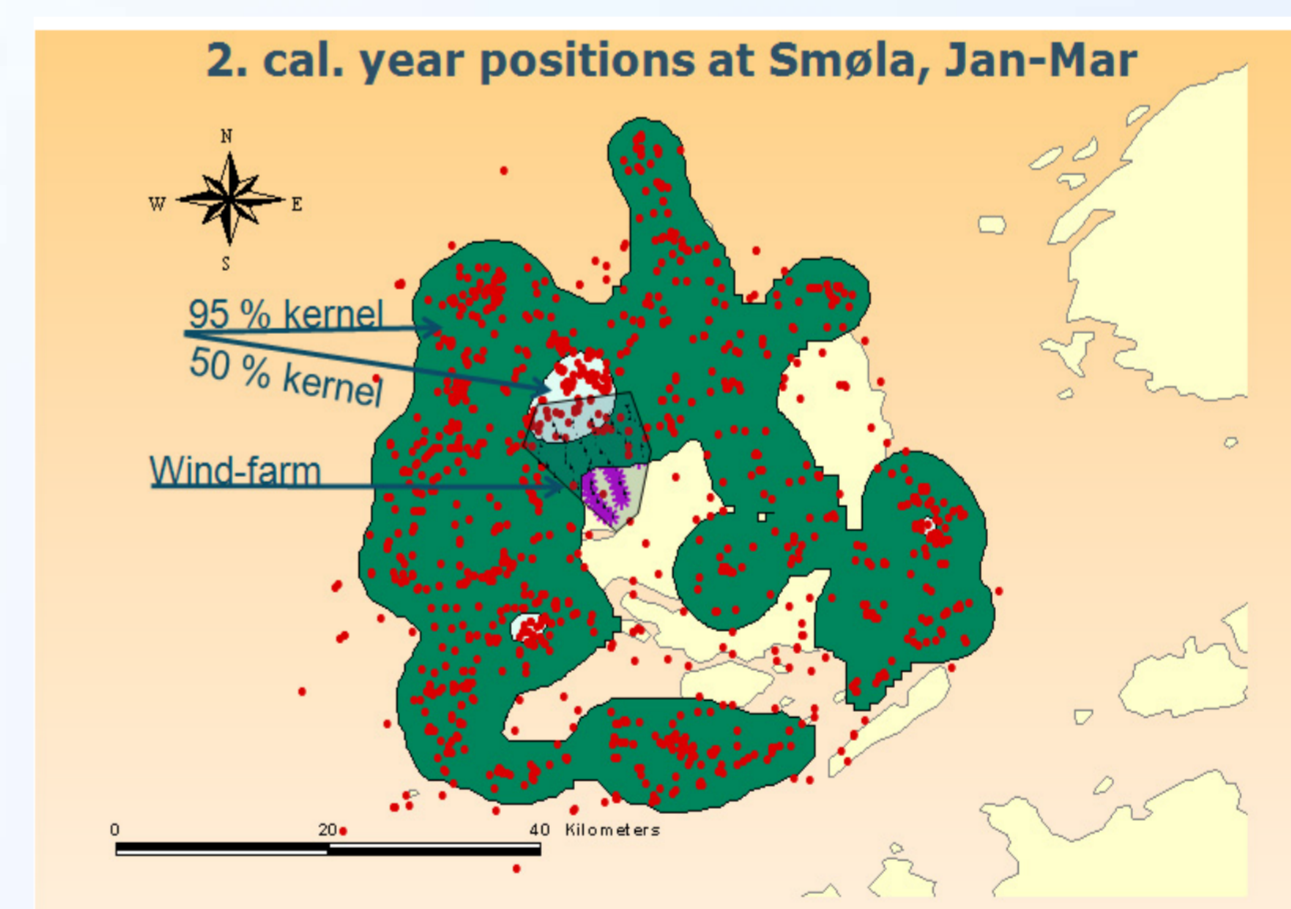 2. cal. year positions at Smøla, Jan-Mar
N
W
E
S
95 % kernel
50 % kernel
Wind-farm
0 20 40 Kilometers